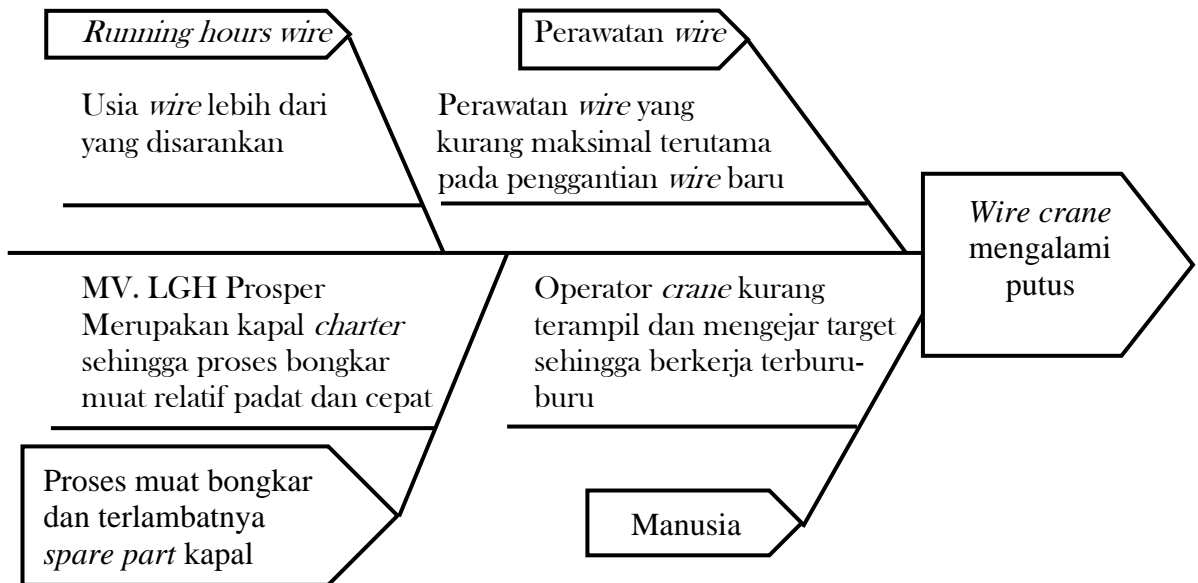 Running hours wire
Usia wire lebih dari
yang disarankan
Perawatan wire
Perawatan wire yang
kurang maksimal terutama
pada penggantian wire baru
Wire crane
mengalami
putus
MV. LGH Prosper
Merupakan kapal charter
sehingga proses bongkar
muat relatif padat dan cepat
Proses muat bongkar
dan terlambatnya
spare part kapal
Operator crane kurang
terampil dan mengejar target
sehingga berkerja terburu-
buru
Manusia